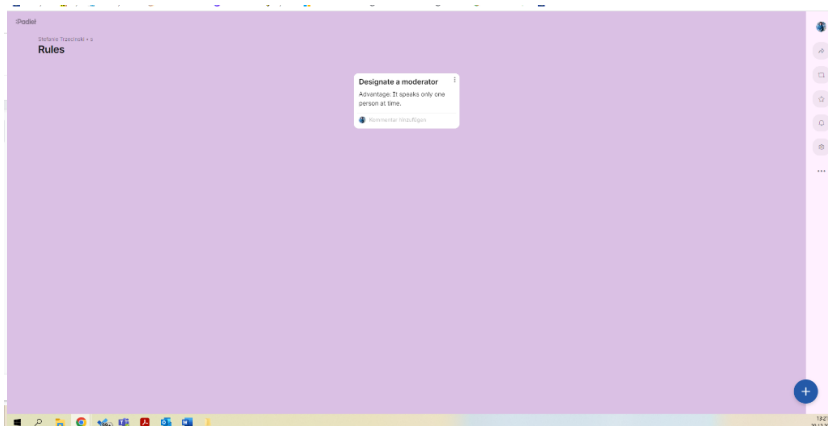 :Padlet
Rules
Designate a moderator
Advantage: It speaks only one
person at time.
Kommentar hinzufügen